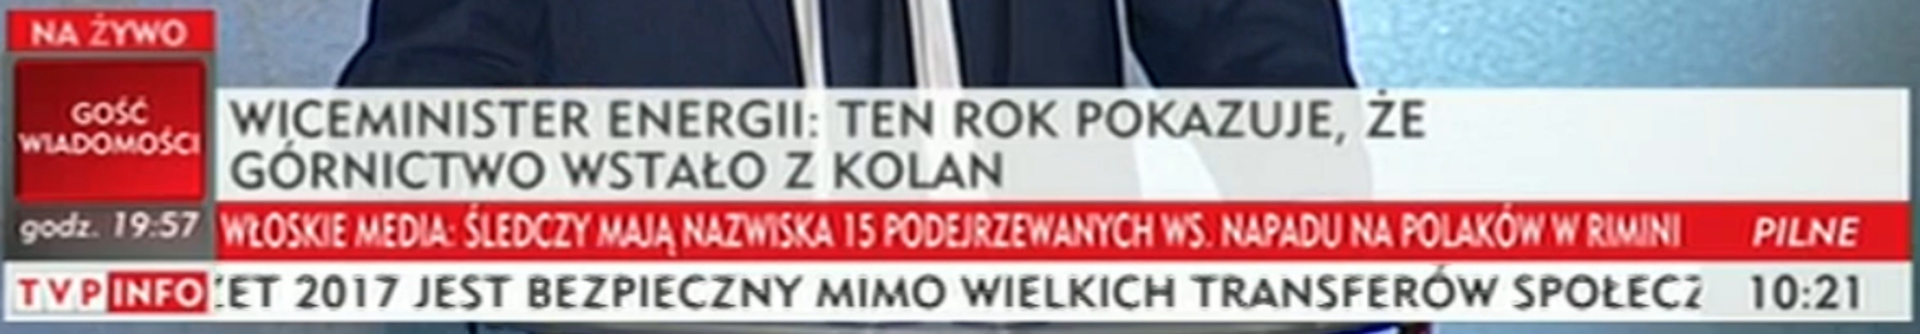 NA ŻYWO
GOŚĆ
WIADOMOŚCI
godz. 19:57
WICEMINISTER ENERGII: TEN ROK POKAZUJE, ŻE
GÓRNICTWO WSTAŁO Z KOLAN
WŁOSKIE MEDIA: ŚLEDCZY MAJĄ NAZWISKA 15 PODEJRZEWANYCH WS. NAPADU NA POLAKÓW W RIMINI PILNE
TVP INFO ŻET 2017 JEST BEZPIECZNY MIMO WIELKICH TRANSFERÓW SPOŁECZ 10:21